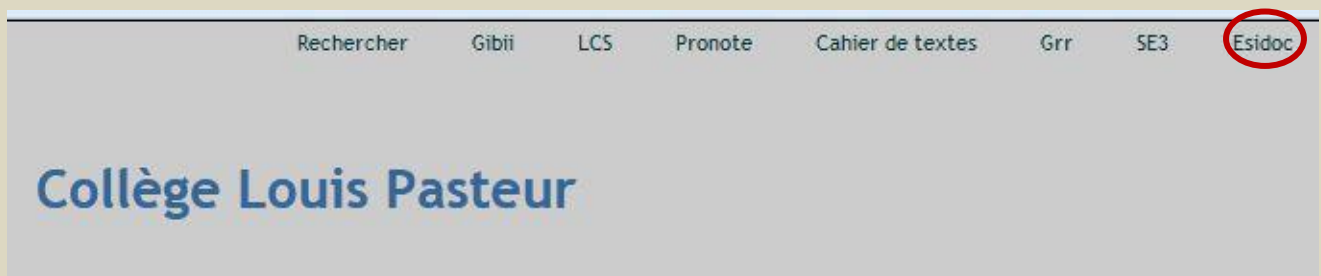 Rechercher Gibii LCS Pronote Cahier de textes Grr SE3 Esidoc
Collège Louis Pasteur